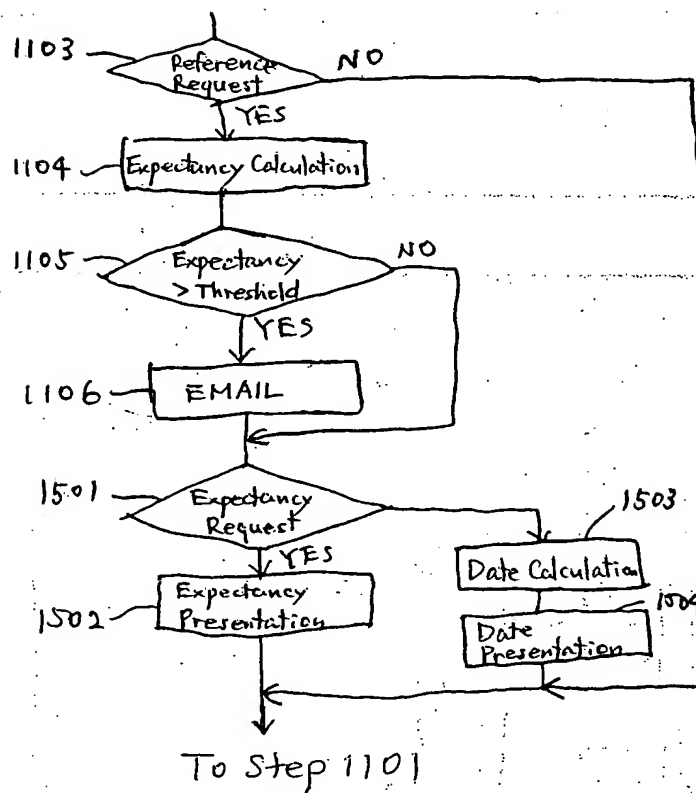 1103
Reference
Request
NO
YES
1104
Expectancy Calculation
1105
Expectancy
> Threshold
NO
YES
1106
EMAIL
1501
Expectancy
Request
YES
1502
Expectancy
Presentation
1503
Date Calculation
Date
Presentation
To Step 1101